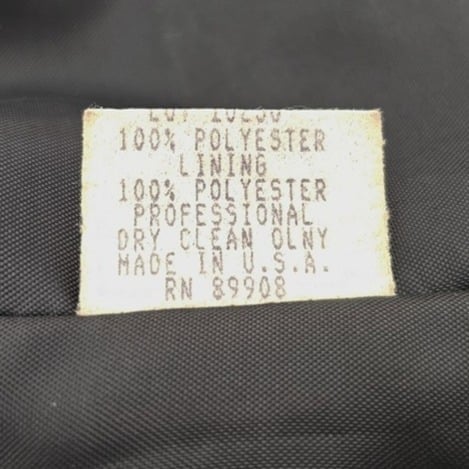 100% POLYESTER
LINING
100% POLYESTER
PROFESSIONAL
DRY CLEAN OLNY
MADE IN U.S.A.
RN 89908